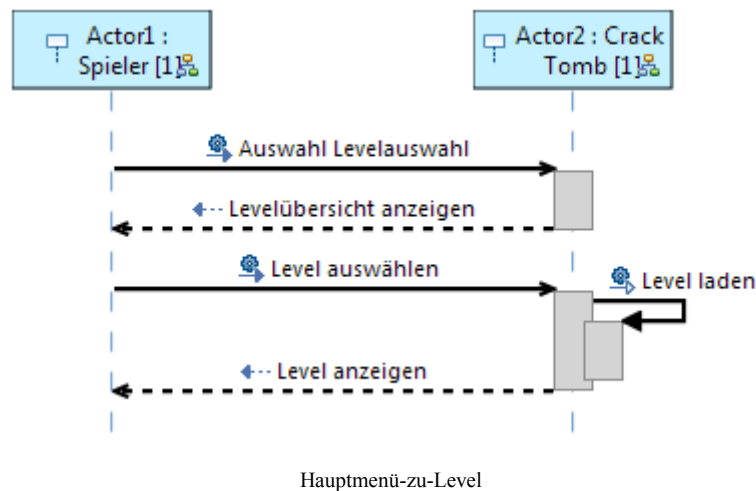 Actor1 :
Spieler [1]
Actor2 : Crack
Tomb [1]
Auswahl Levelauswahl
Levelübersicht anzeigen
Level auswählen
Level laden
Level anzeigen
Hauptmenü-zu-Level